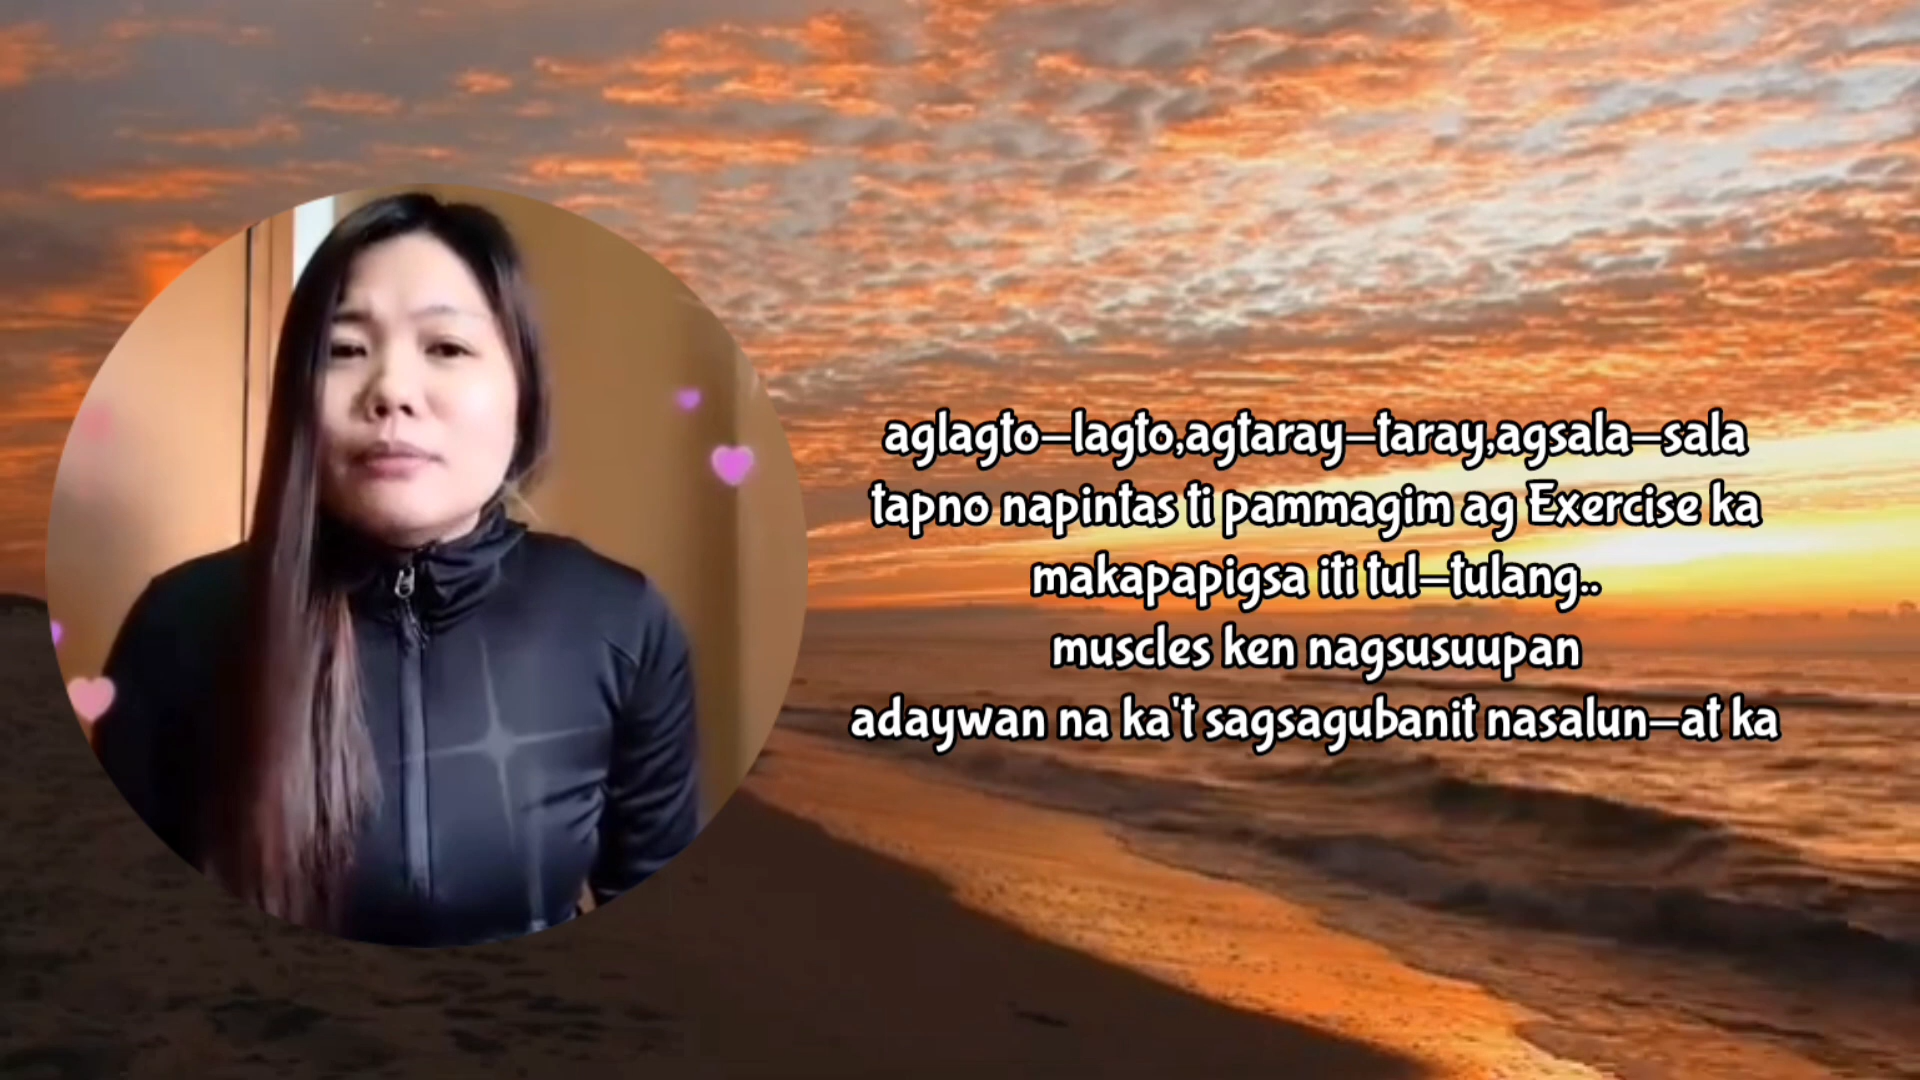 aglagto-lagto,agtaray-taray,agsala-sala
tapno napintas ti pammagim ag Exercise ka
makapapigsa iti tul-tulang..
muscles ken nagsusuupan
adaywan na ka't sagsagubanit nasalun-at ka